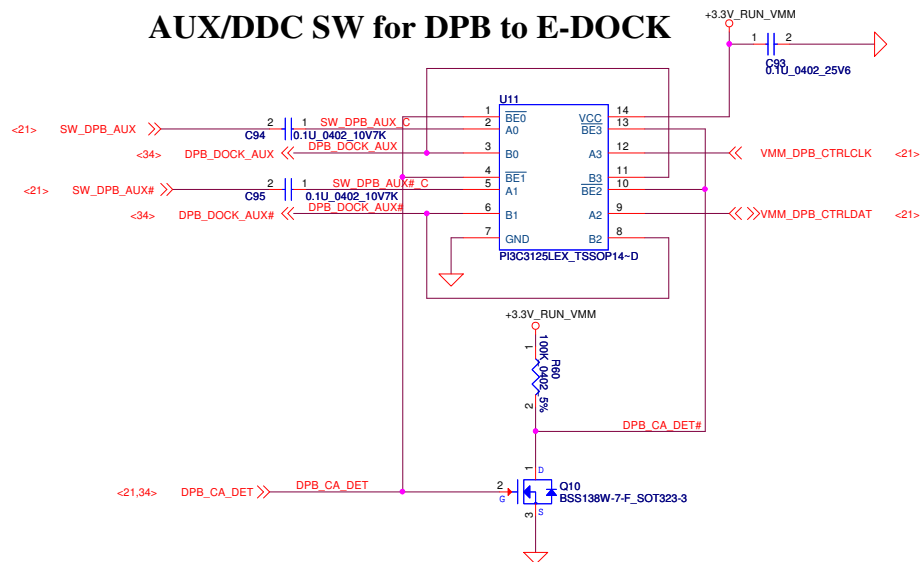 AUX/DDC SW for DPB to E-DOCK
+3.3V_RUN_VMM
1 2
C93
0.1U_0402_25V6
U11
1 BE0 VCC 14
2 A0 BE3 13
3 B0 A3 12
4 BE1 B3 11
5 A1 BE2 10
6 B1 A2 9
7 GND B2 8
PI3C3125LEX_TSSOP14~D
<21> SW_DPB_AUX 2 1 SW_DPB_AUX_C
C94 0.1U_0402_10V7K
<34> DPB_DOCK_AUX DPB_DOCK_AUX
<21> SW_DPB_AUX# 2 1 SW_DPB_AUX#_C
C95 0.1U_0402_10V7K
<34> DPB_DOCK_AUX# DPB_DOCK_AUX#
VMM_DPB_CTRLCLK <21>
VMM_DPB_CTRLDAT <21>
+3.3V_RUN_VMM
1 2
R60
100K_0402_5%
DPB_CA_DET#
<21,34> DPB_CA_DET DPB_CA_DET
1 D
2 G
3 S
Q10
BSS138W-7-F_SOT323-3